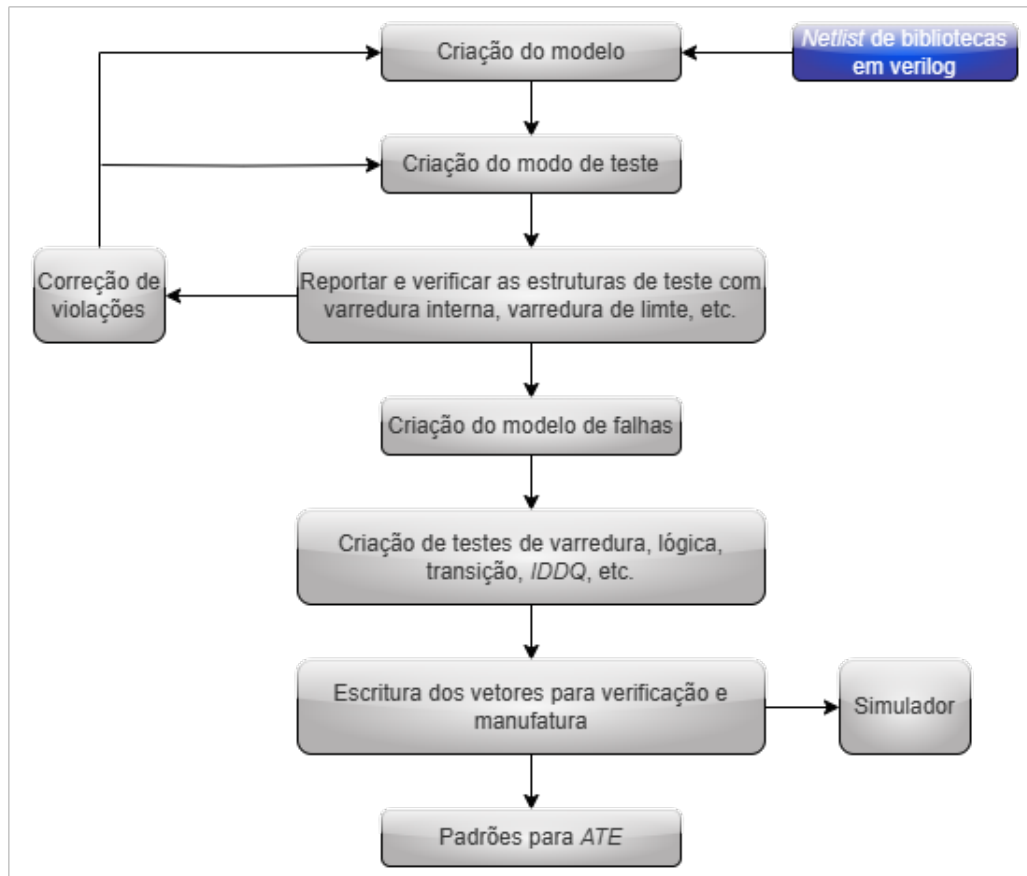 Criação do modelo
Netlist de bibliotecas
em verilog
Criação do modo de teste
Correção de
violações
Reportar e verificar as estruturas de teste com
varredura interna, varredura de limte, etc.
Criação do modelo de falhas
Criação de testes de varredura, lógica,
transição, IDDQ, etc.
Escritura dos vetores para verificação e
manufatura
Simulador
Padrões para ATE